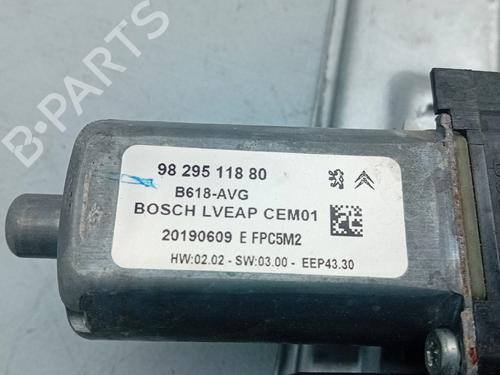 98 295 118 80
B618-AVG
BOSCH LVEAP CEM01
20190609 E FPC5M2
HW:02.02 - SW:03.00 - EEP43.30
B-PARTS